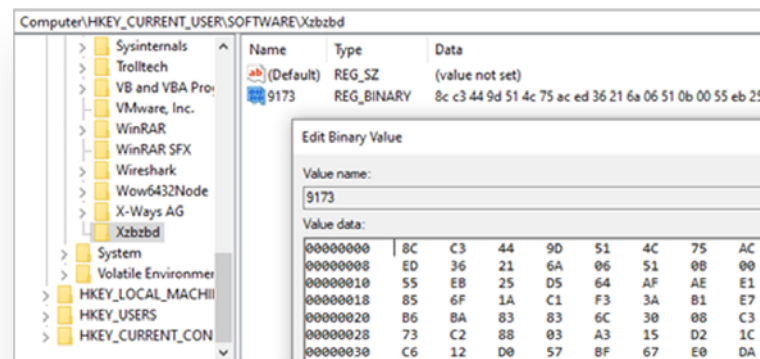 Computer\HKEY_CURRENT_USER\SOFTWARE\Xzbzbd
Sysinternals
Trolltech
VB and VBA Pro
VMware, Inc.
WinRAR
WinRAR SFX
Wireshark
Wow6432Node
X-Ways AG
Xzbzbd
System
Volatile Environmer
HKEY_LOCAL_MACHII
HKEY_USERS
HKEY_CURRENT_CON
Name Type Data
ab (Default) REG_SZ (value not set)
9173 REG_BINARY 8c c3 44 9d 51 4c 75 ac ed 36 21 6a 06 51 0b 00 55 eb 25
Edit Binary Value
Value name:
9173
Value data:
00000000 8C C3 44 9D 51 4C 75 AC
00000008 ED 36 21 6A 06 51 0B 00
00000010 55 EB 25 D5 64 AF AE E1
00000018 85 6F 1A C1 F3 3A B1 E7
00000020 B6 BA 83 83 6C 30 08 C3
00000028 73 C2 88 03 A3 15 D2 1C
00000030 C6 12 D0 57 BF 67 E0 DA